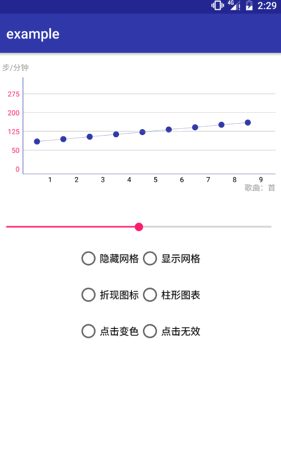 4G 2:29
example
步/分钟
275
200
125
50
0
1 2 3 4 5 6 7 8 9
歌曲：首
隐藏网格 显示网格
折现图标 柱形图表
点击变色 点击无效